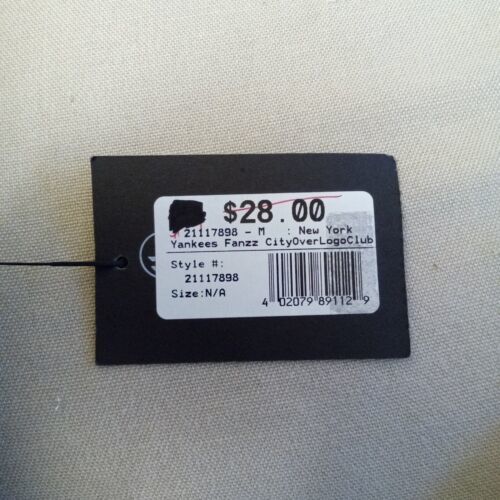 $28.00
21117898 - M : New York
Yankees Fanzz CityOverLogoClub
Style #:
21117898
Size:N/A
4 02079 89112 9